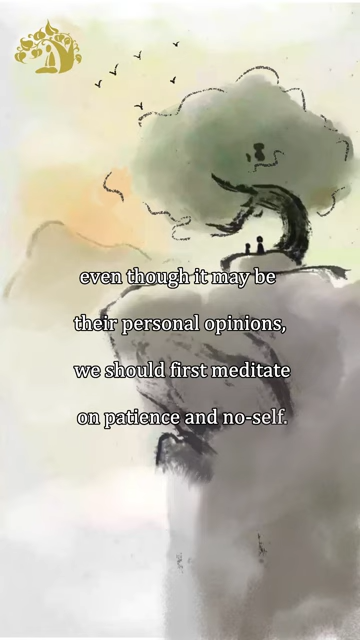 even though it may be
their personal opinions,
we should first meditate
on patience and no-self.